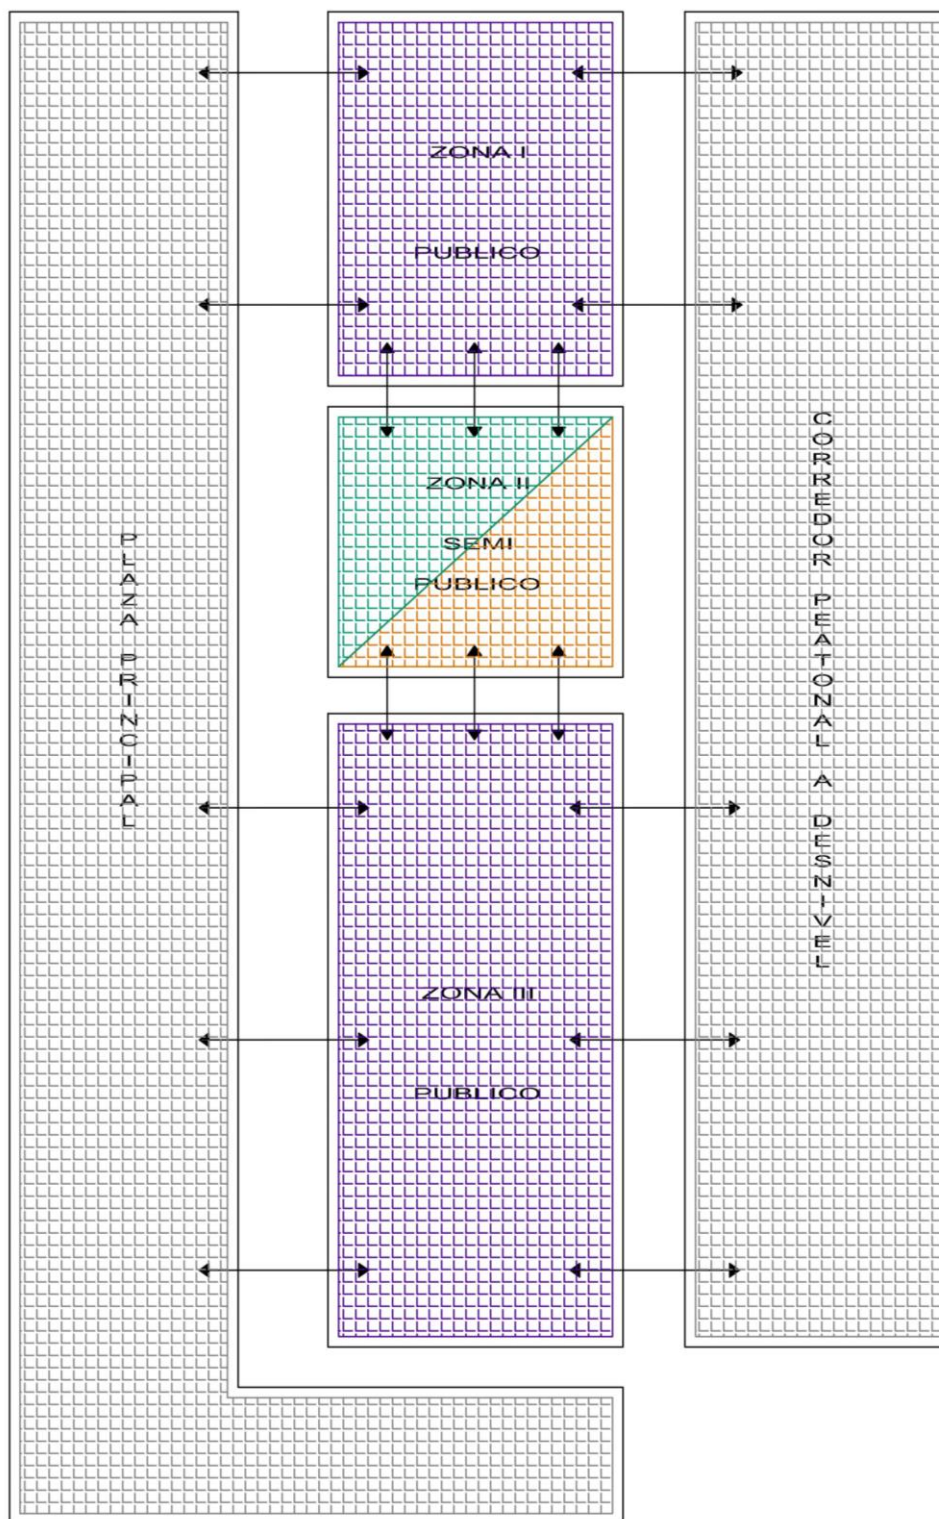 ZONA I
PUBLICO
ZONA II
SEMI
PUBLICO
PLAZA PRINCIPAL
CORREDOR PEATONAL A DESNIVEL
ZONA III
PUBLICO